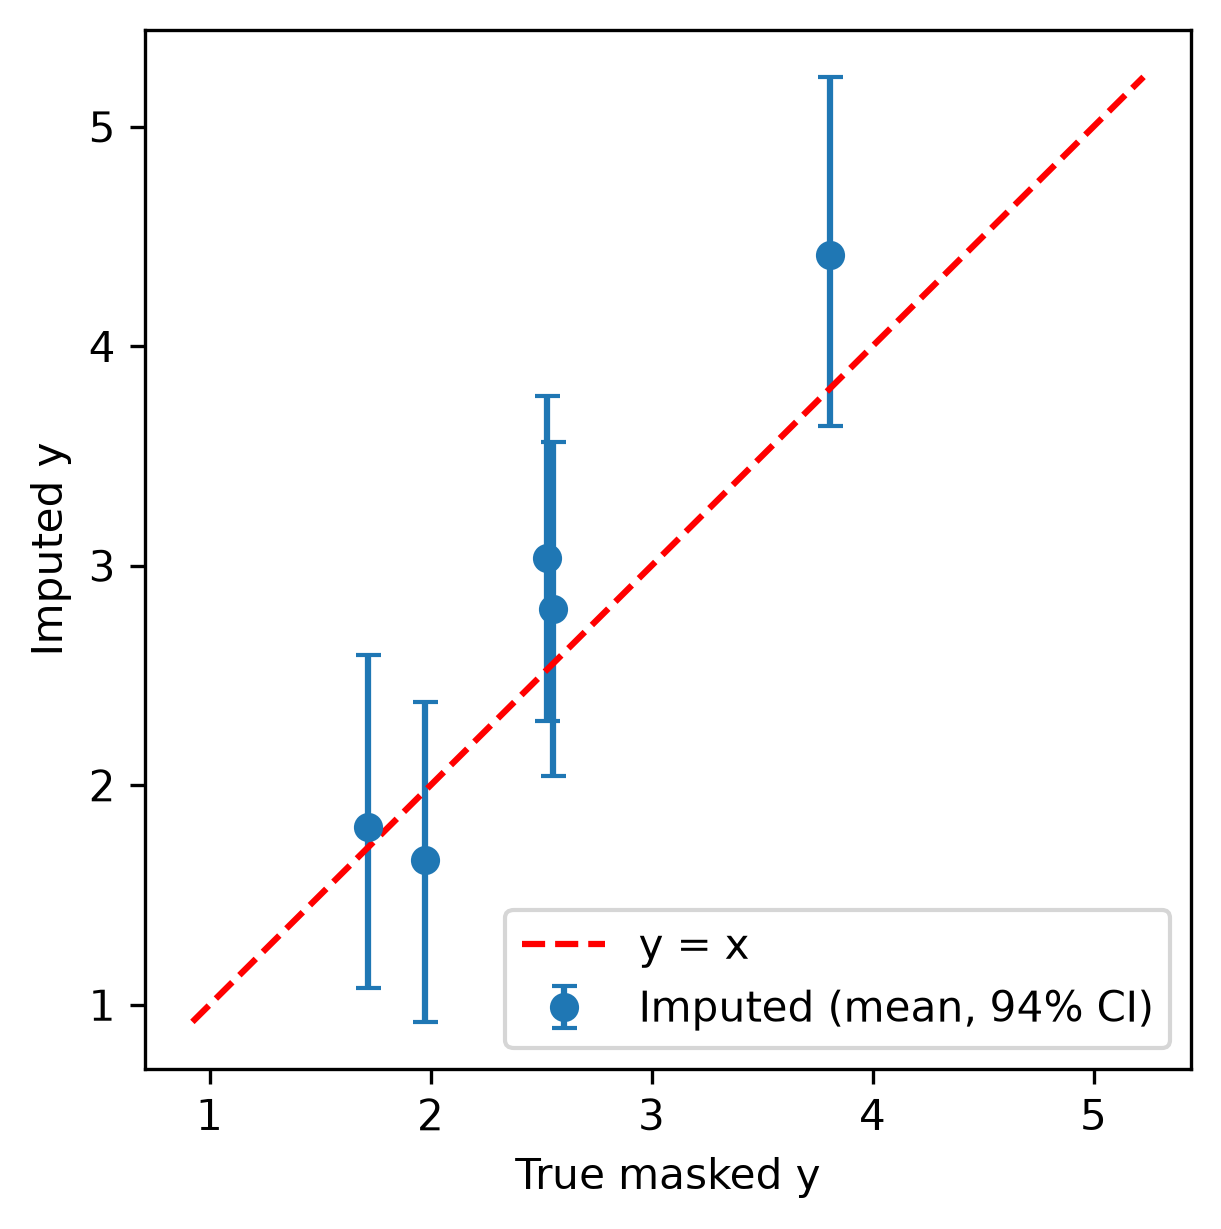 5
4
3
2
1
Imputed y
y = x
Imputed (mean, 94% CI)
1 2 3 4 5
True masked y